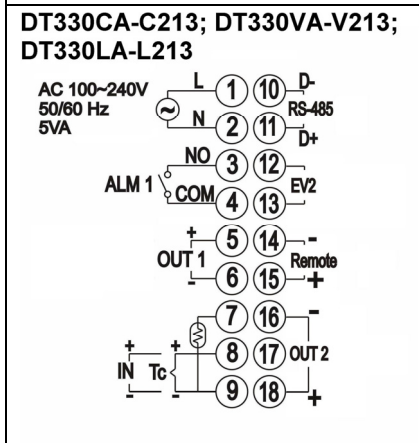 DT330CA-C213; DT330VA-V213;
DT330LA-L213
AC 100~240V
50/60 Hz
5VA
L 1 10 D-
RS-485
N 2 11 D+
NO 3 12
ALM 1 EV2
COM 4 13
+ 5 14 -
OUT 1 Remote
- 6 15 +
7 16 -
+ + 8 17 OUT 2
IN Tc
- - 9 18 +